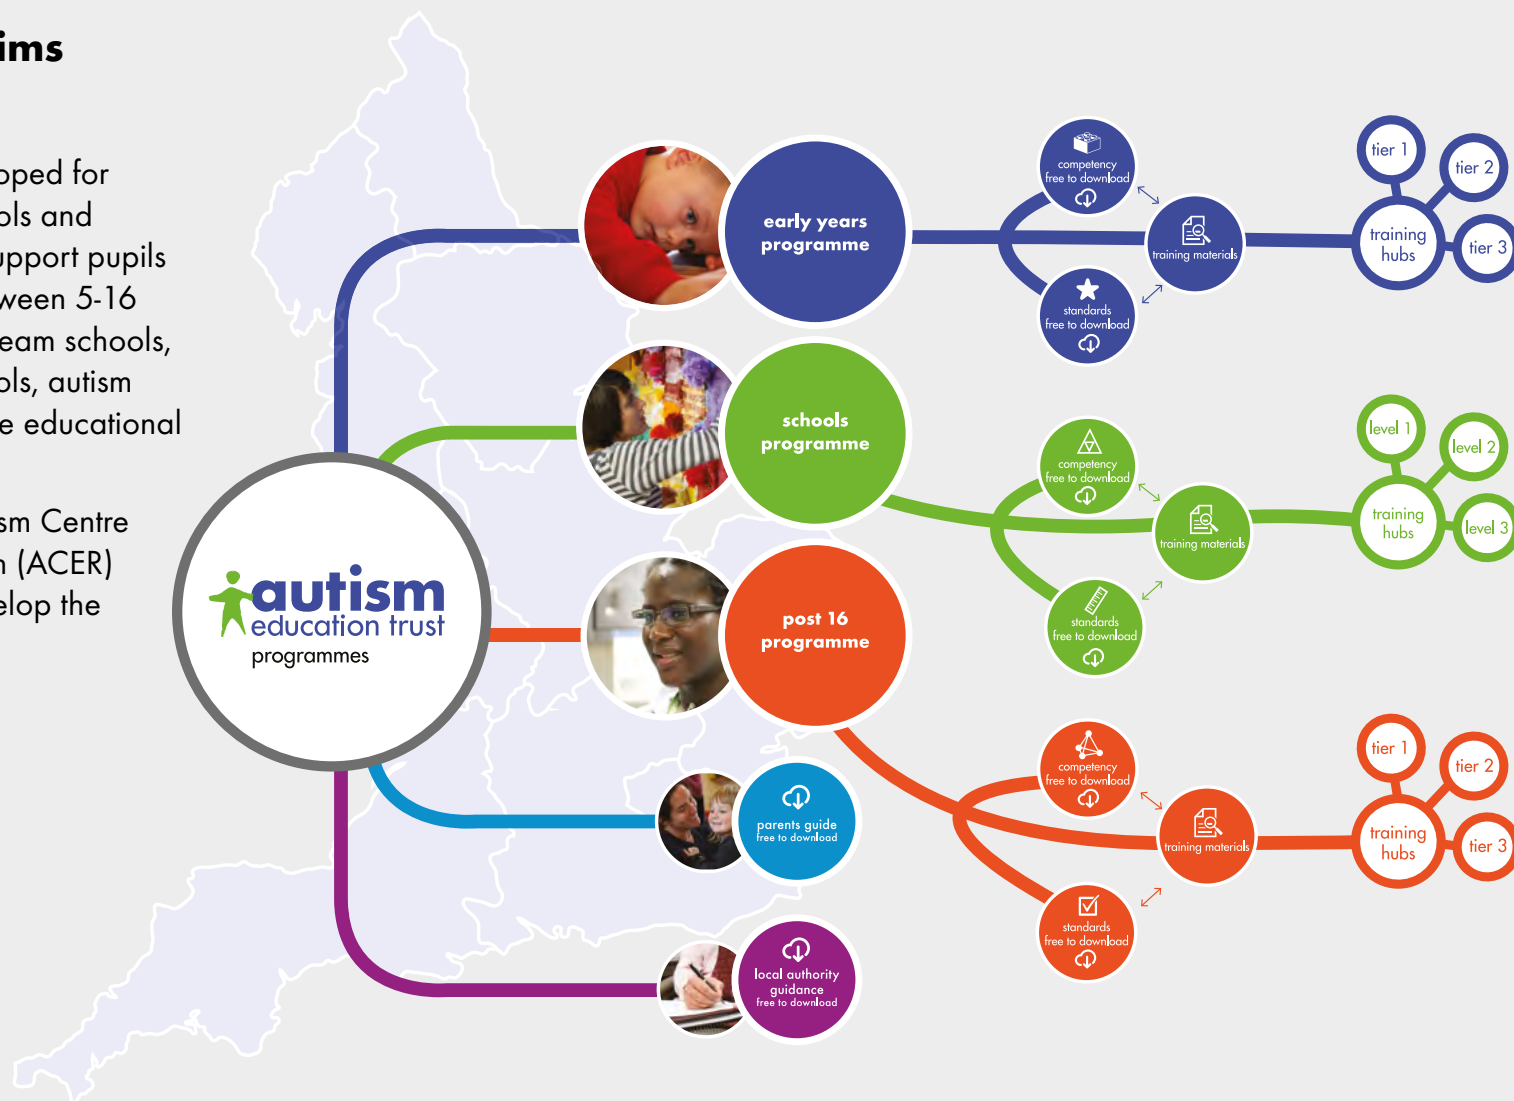 ims
oped for
ols and
upport pupils
ween 5-16
eam schools,
ols, autism
e educational
sm Centre
n (ACER)
elop the
autism
education trust
programmes
early years
programme
competency
free to download
standards
free to download
training materials
training
hubs
tier 1
tier 2
tier 3
schools
programme
competency
free to download
standards
free to download
training materials
training
hubs
level 1
level 2
level 3
post 16
programme
competency
free to download
standards
free to download
training materials
training
hubs
tier 1
tier 2
tier 3
parents guide
free to download
local authority
guidance
free to download